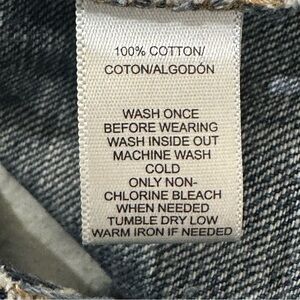 100% COTTON/
COTON/ALGODÓN
WASH ONCE
BEFORE WEARING
WASH INSIDE OUT
MACHINE WASH
COLD
ONLY NON-
CHLORINE BLEACH
WHEN NEEDED
TUMBLE DRY LOW
WARM IRON IF NEEDED